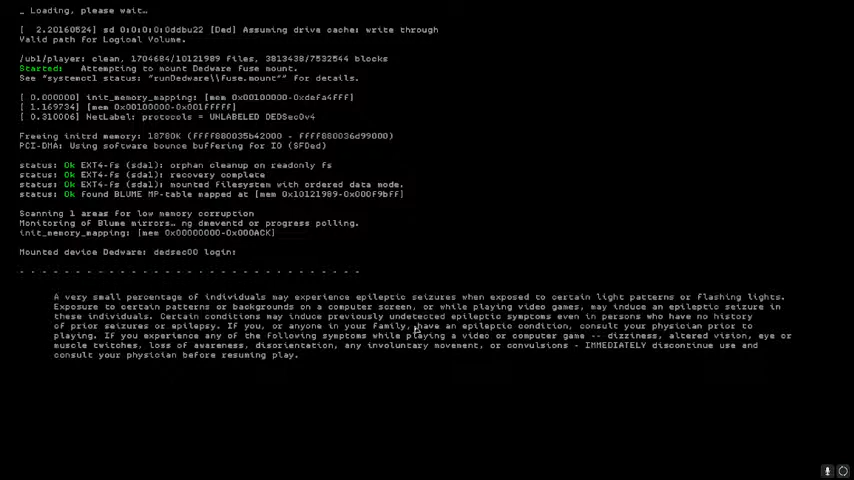 _ Loading, please wait…
[  2.20160524] sd 0:0:0:0:0ddbu22 [Ded] Assuming drive cache: write through
Valid path for Logical Volume.
/ubl/player: clean, 1704684/10121989 files, 3813438/7532544 blocks
Started:   Attempting to mount Dedware fuse mount.
See "systemctl status: "runDedware\\fuse.mount"" for details.
[ 0.000000] init_memory_mapping: [mem 0x00100000-0xdefa4fff]
[ 1.169734] [mem 0x00100000-0x001fffff]
[ 0.310006] NetLabel: protocols = UNLABELED DEDSecOv4
Freeing initrd memory: 18780K (ffff880035b42000 - ffff880036d99000)
PCI-DMA: Using software bounce buffering for IO ($FDed)
status: Ok EXT4-fs (sda1): orphan cleanup on readonly fs
status: Ok EXT4-fs (sda1): recovery complete
status: Ok EXT4-fs (sda1): mounted filesystem with ordered data mode.
status: Ok found BLUME MP-table mapped at [mem 0x10121989-0x000F9bff]
Scanning 1 areas for low memory corruption
Monitoring of Blume mirrors.. ng dmeventd or progress polling.
init_memory_mapping: [mem 0x00000000-0x000ACK]
Mounted device Dedware: dedsec00 login:
- - - - - - - - - - - - - - - - - - - - - - - - - - - - - - -
A very small percentage of individuals may experience epileptic seizures when exposed to certain light patterns or flashing lights.
Exposure to certain patterns or backgrounds on a computer screen, or while playing video games, may induce an epileptic seizure in
these individuals. Certain conditions may induce previously undetected epileptic symptoms even in persons who have no history
of prior seizures or epilepsy. If you, or anyone in your family, have an epileptic condition, consult your physician prior to
playing. If you experience any of the following symptoms while playing a video or computer game -- dizziness, altered vision, eye or
muscle twitches, loss of awareness, disorientation, any involuntary movement, or convulsions - IMMEDIATELY discontinue use and
consult your physician before resuming play.